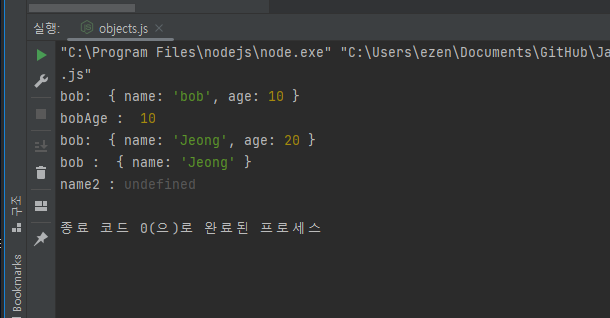 실행: objects.js
"C:\Program Files\nodejs\node.exe" "C:\Users\ezen\Documents\GitHub\Ja
.js"
bob:  { name: 'bob', age: 10 }
bobAge :  10
bob:  { name: 'Jeong', age: 20 }
bob :  { name: 'Jeong' }
name2 : undefined
종료 코드 0(으)로 완료된 프로세스
구조
Bookmarks